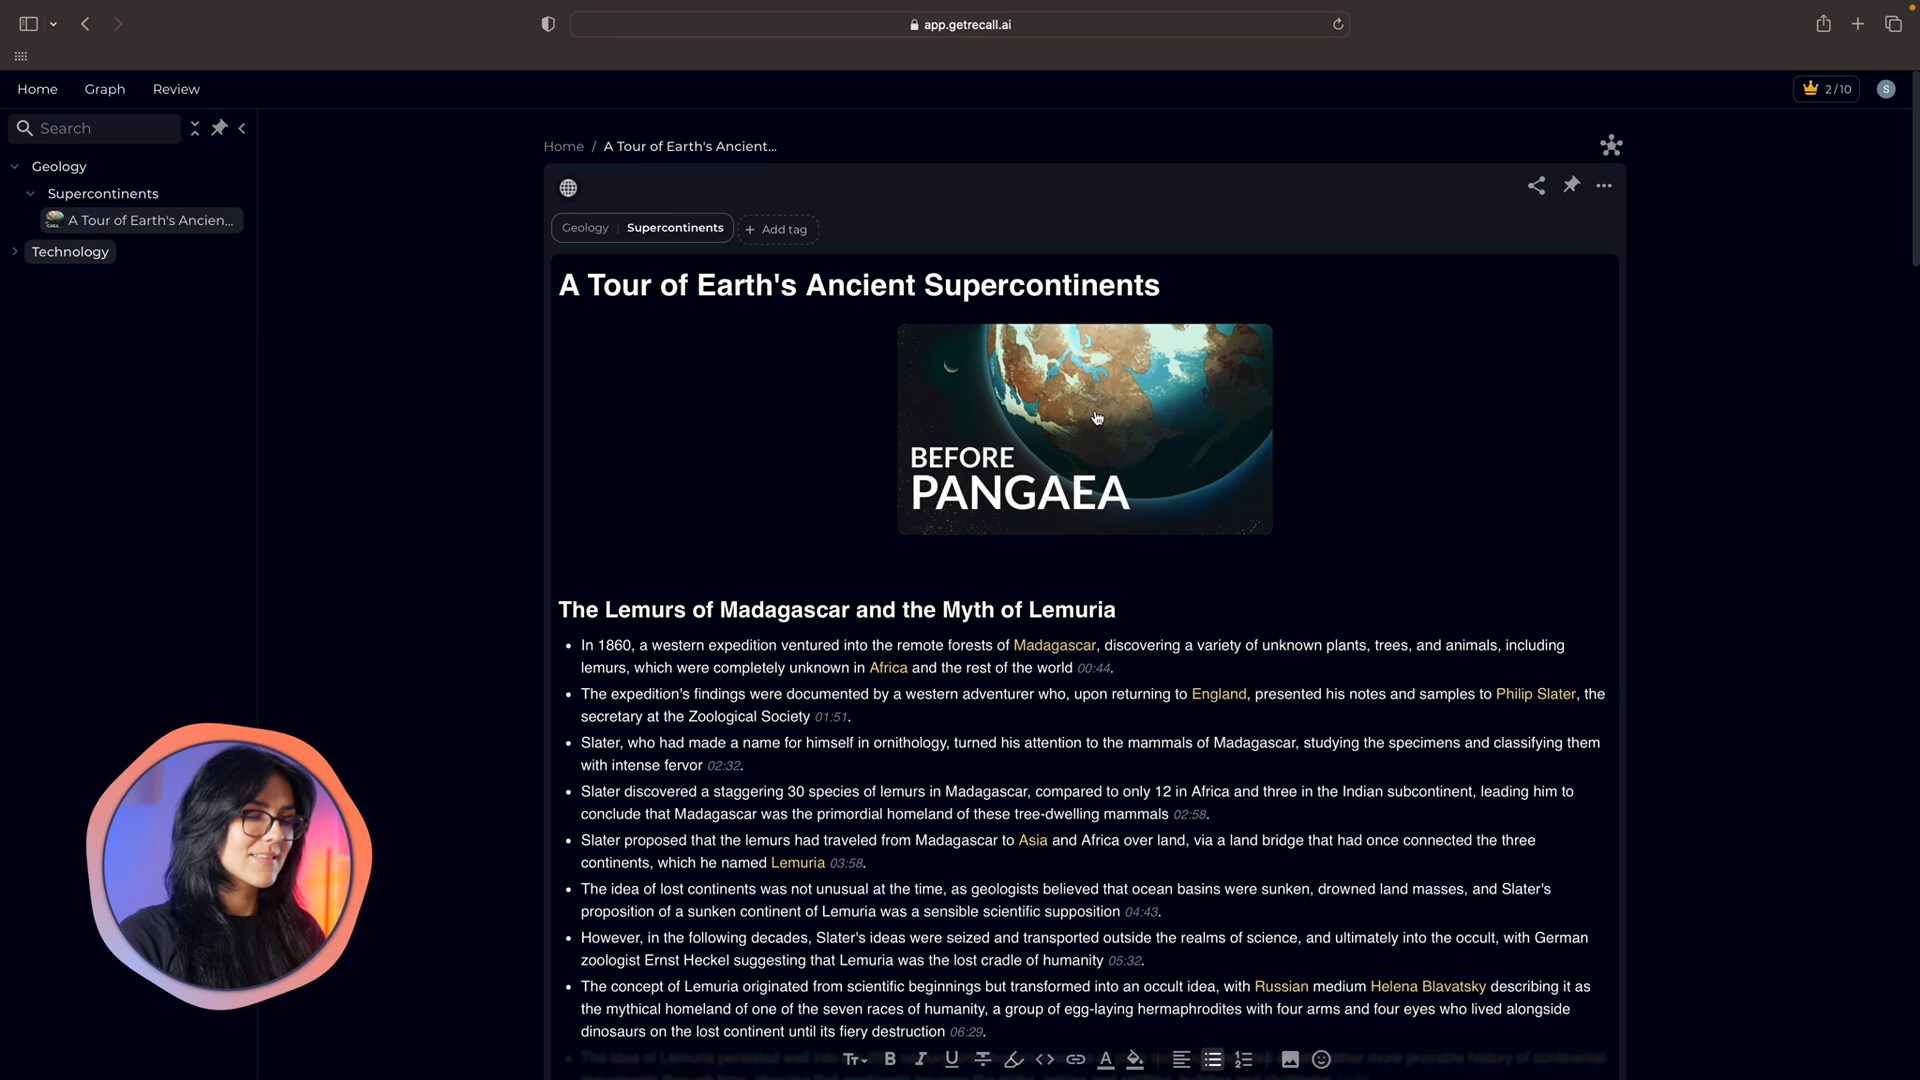 app.getrecall.ai
Home Graph Review
2 / 10
S
Search
Geology
Supercontinents
A Tour of Earth's Ancien...
Technology
Home / A Tour of Earth's Ancient...
Geology | Supercontinents + Add tag
A Tour of Earth's Ancient Supercontinents
BEFORE
PANGAEA
The Lemurs of Madagascar and the Myth of Lemuria
• In 1860, a western expedition ventured into the remote forests of Madagascar, discovering a variety of unknown plants, trees, and animals, including
lemurs, which were completely unknown in Africa and the rest of the world 00:44.
• The expedition's findings were documented by a western adventurer who, upon returning to England, presented his notes and samples to Philip Slater, the
secretary at the Zoological Society 01:51.
• Slater, who had made a name for himself in ornithology, turned his attention to the mammals of Madagascar, studying the specimens and classifying them
with intense fervor 02:32.
• Slater discovered a staggering 30 species of lemurs in Madagascar, compared to only 12 in Africa and three in the Indian subcontinent, leading him to
conclude that Madagascar was the primordial homeland of these tree-dwelling mammals 02:58.
• Slater proposed that the lemurs had traveled from Madagascar to Asia and Africa over land, via a land bridge that had once connected the three
continents, which he named Lemuria 03:58.
• The idea of lost continents was not unusual at the time, as geologists believed that ocean basins were sunken, drowned land masses, and Slater's
proposition of a sunken continent of Lemuria was a sensible scientific supposition 04:43.
• However, in the following decades, Slater's ideas were seized and transported outside the realms of science, and ultimately into the occult, with German
zoologist Ernst Heckel suggesting that Lemuria was the lost cradle of humanity 05:32.
• The concept of Lemuria originated from scientific beginnings but transformed into an occult idea, with Russian medium Helena Blavatsky describing it as
the mythical homeland of one of the seven races of humanity, a group of egg-laying hermaphrodites with four arms and four eyes who lived alongside
dinosaurs on the lost continent until its fiery destruction 06:29.